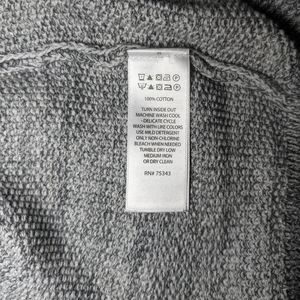 100% COTTON
TURN INSIDE OUT
MACHINE WASH COOL
- DELICATE CYCLE
WASH WITH LIKE COLORS
USE MILD DETERGENT
ONLY NON-CHLORINE
BLEACH WHEN NEEDED
TUMBLE DRY LOW
MEDIUM IRON
OR DRY CLEAN
RN# 75343